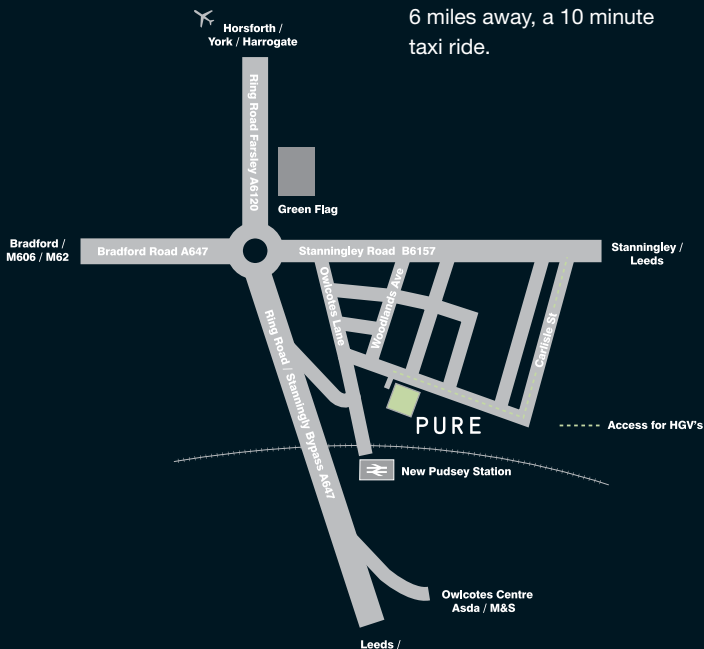 6 miles away, a 10 minute
taxi ride.
Horsforth /
York / Harrogate
Ring Road Farsley A6120
Green Flag
Bradford /
M606 / M62
Bradford Road A647
Stanningley Road B6157
Stanningley /
Leeds
Owlcotes Lane
Woodlands Ave
Carlisle St
Ring Road / Stanningly Bypass A647
PURE
Access for HGV's
New Pudsey Station
Owlcotes Centre
Asda / M&S
Leeds /